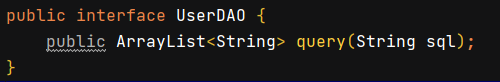 public interface UserDAO {
    public ArrayList<String> query(String sql);
}